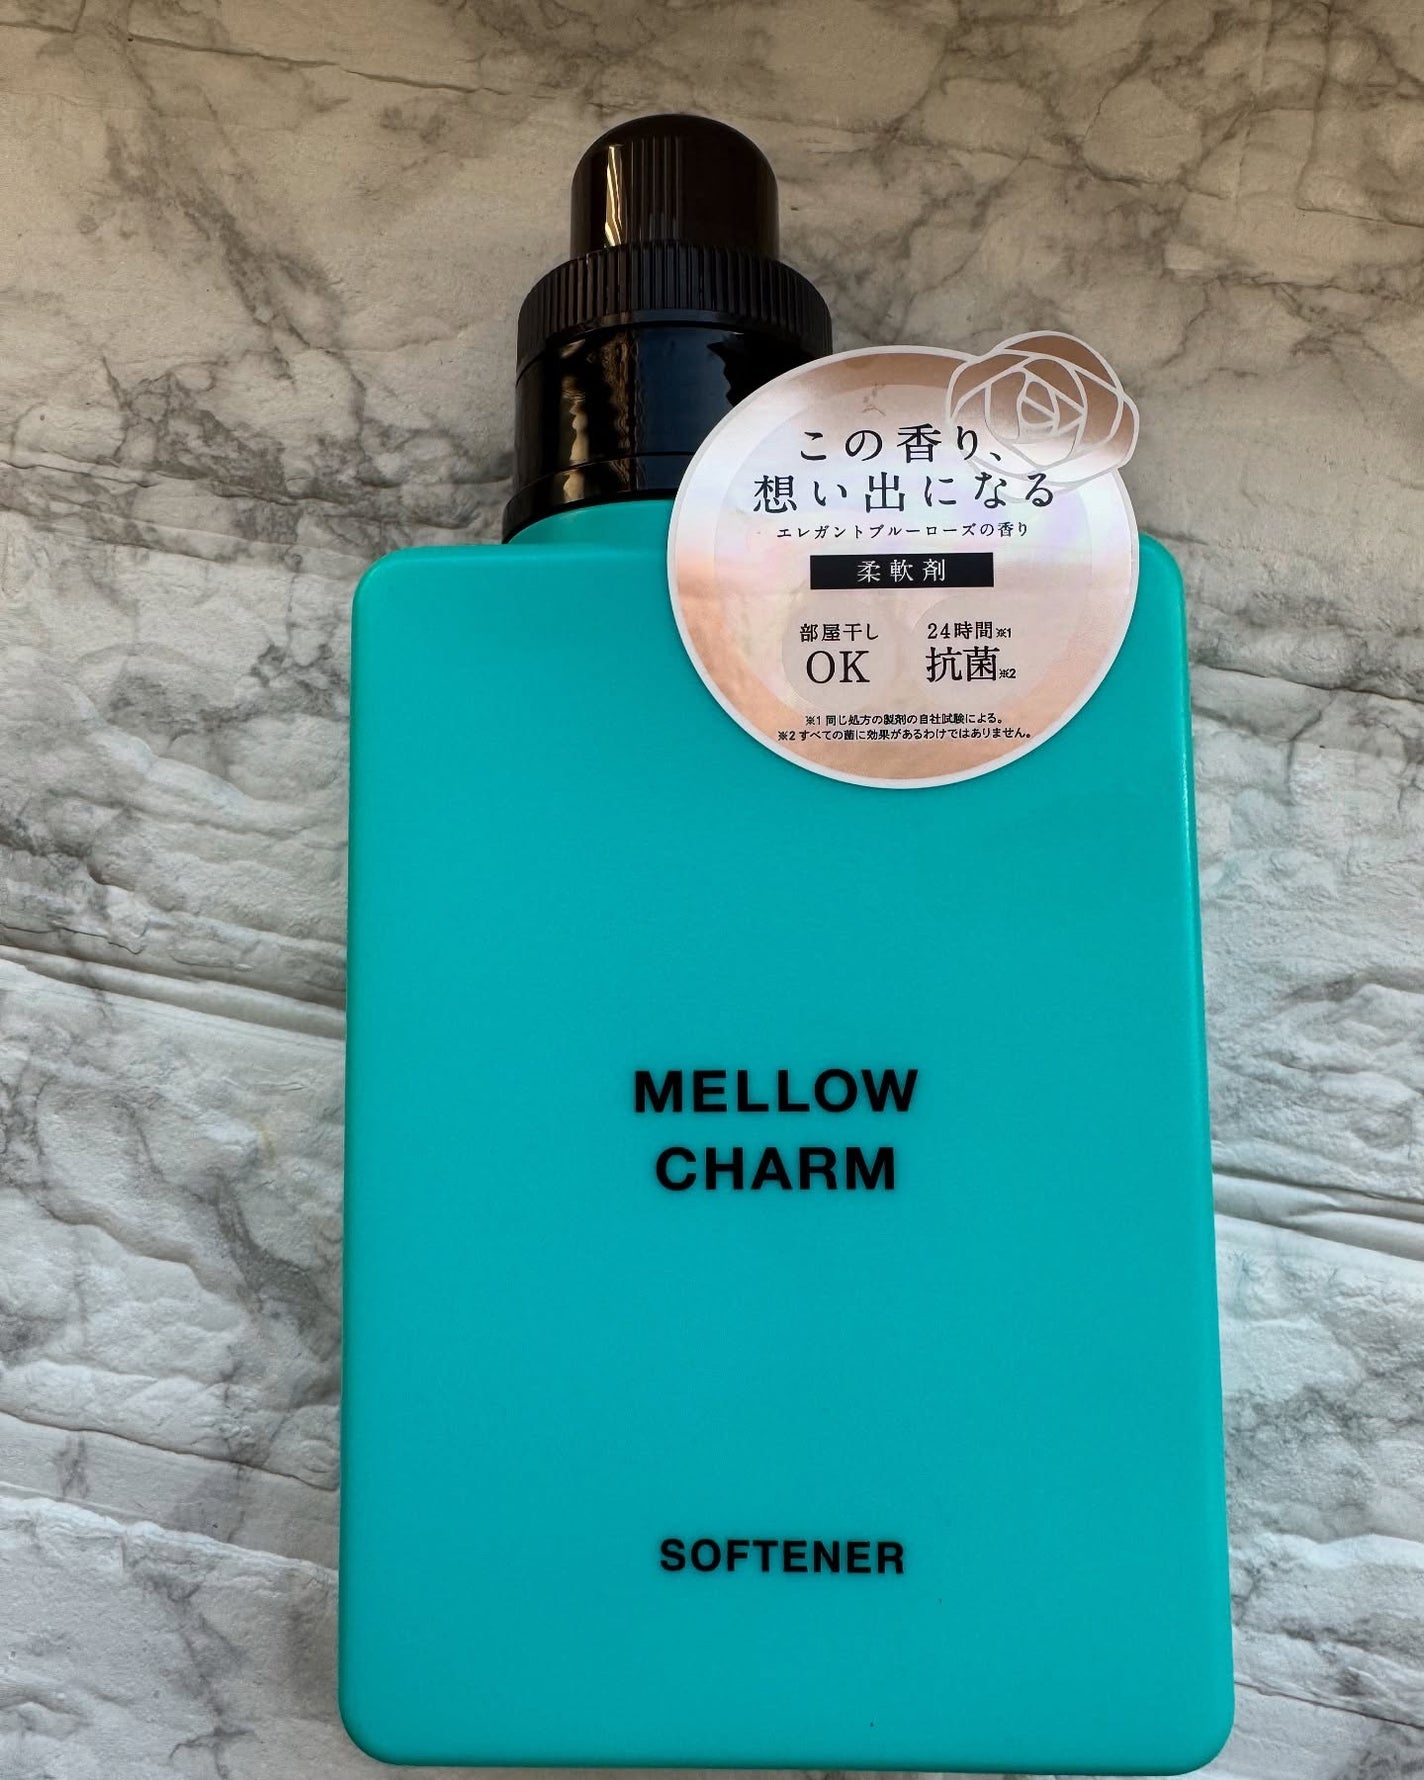 この香り、
想い出になる
エレガントブルーローズの香り
柔軟剤
部屋干し 24時間※1
OK 抗菌※2
※1 同じ処方の製剤の自社試験による。
※2 すべての菌に効果があるわけではありません。
MELLOW
CHARM
SOFTENER